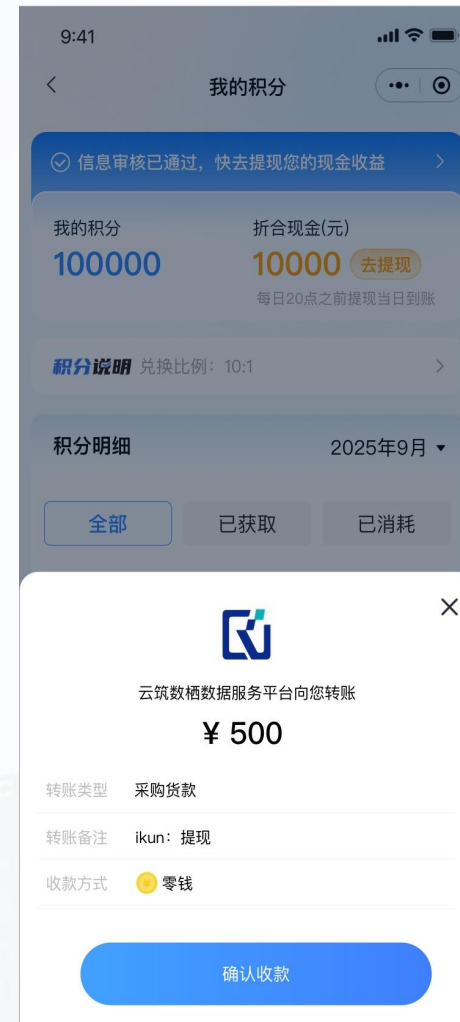 9:41
我的积分
信息审核已通过，快去提现您的现金收益
我的积分
折合现金(元)
100000
10000 去提现
每日20点之前提现当日到账
积分说明 兑换比例：10:1
积分明细
2025年9月
全部
已获取
已消耗
云筑数栖数据服务平台向您转账
¥ 500
转账类型 采购货款
转账备注 ikun：提现
收款方式 零钱
确认收款